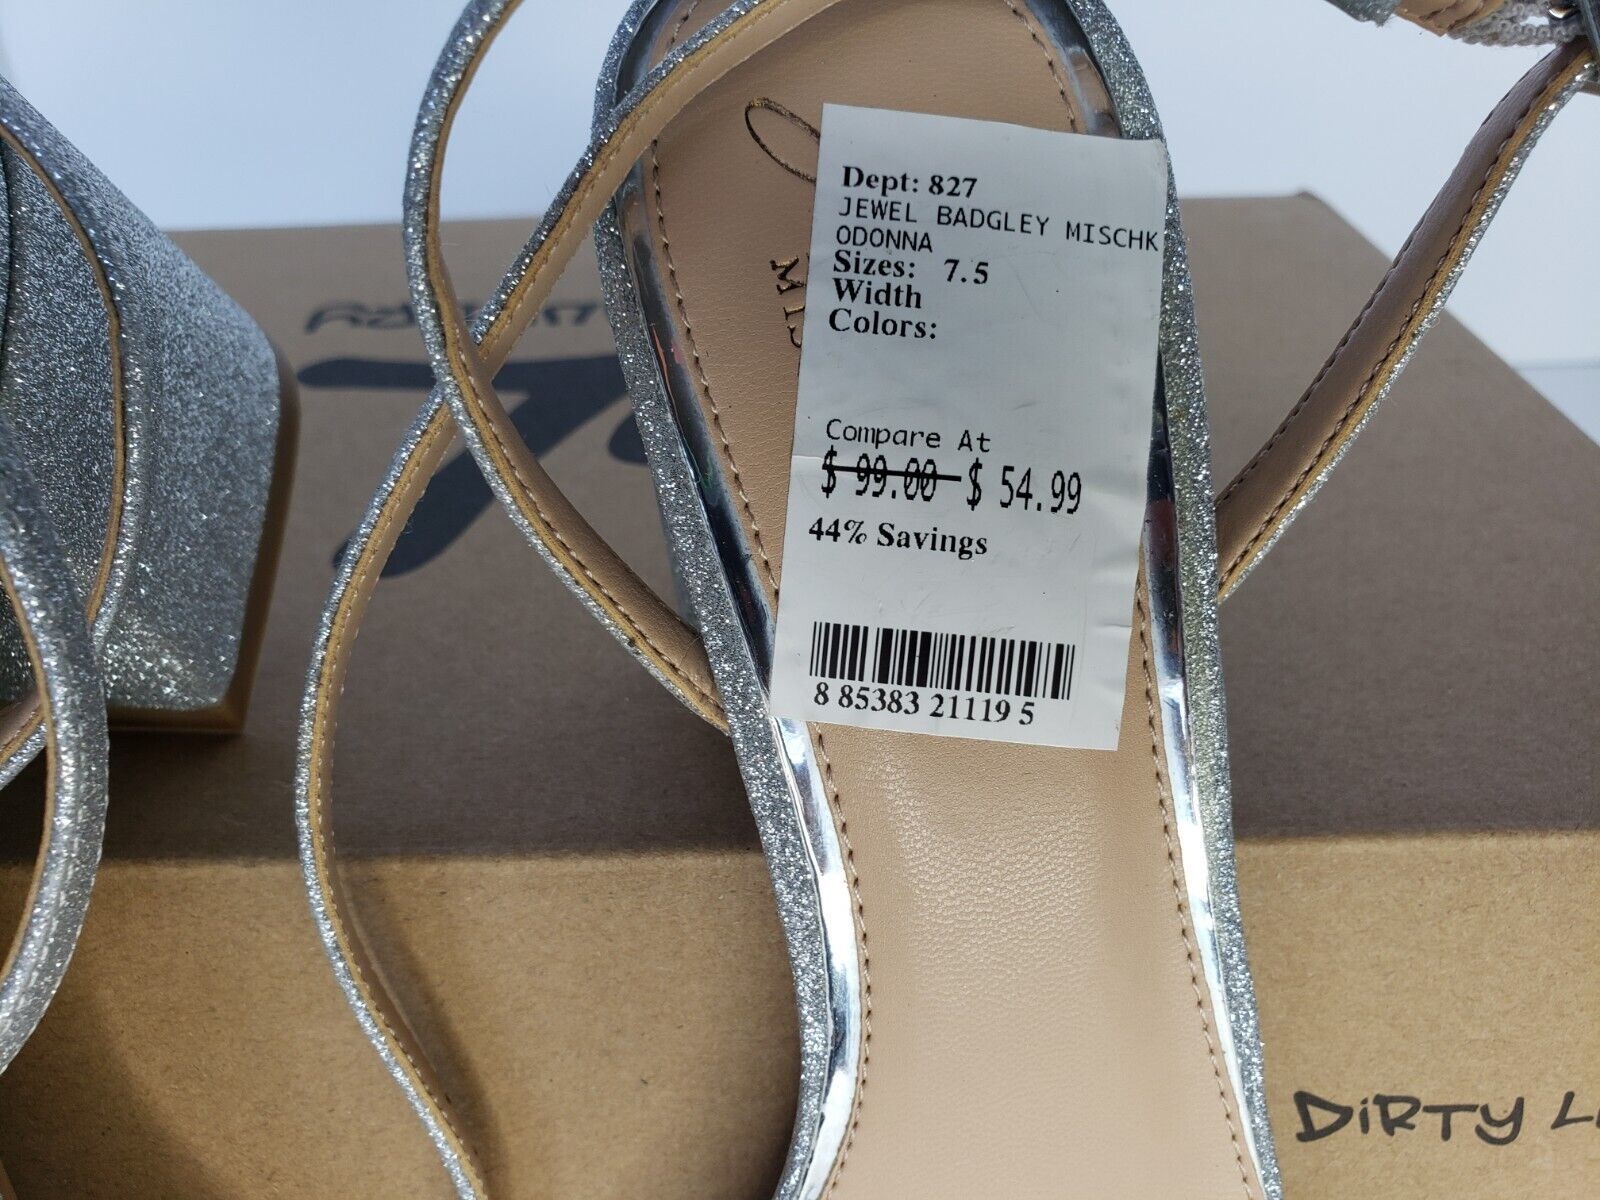 Dept: 827
JEWEL BADGLEY MISCHK
ODONNA
Sizes: 7.5
Width
Colors:
Compare At
$ 99.00 $ 54.99
44% Savings
8 85383 21119 5
DiRTY